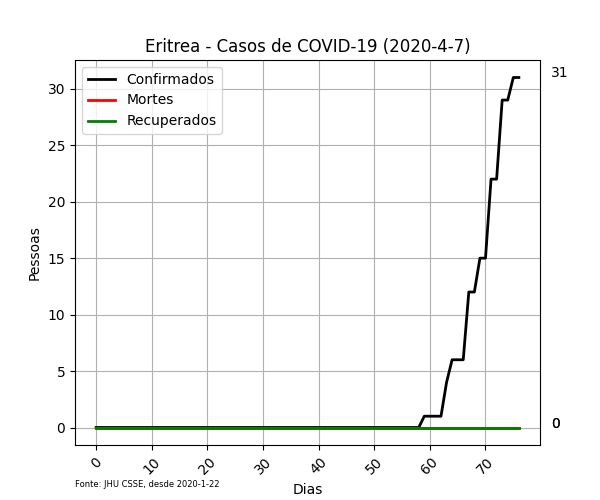 Eritrea - Casos de COVID-19 (2020-4-7)
Confirmados
Mortes
Recuperados
31
0
Pessoas
30
25
20
15
10
5
0
0 10 20 30 40 50 60 70
Dias
Fonte: JHU CSSE, desde 2020-1-22